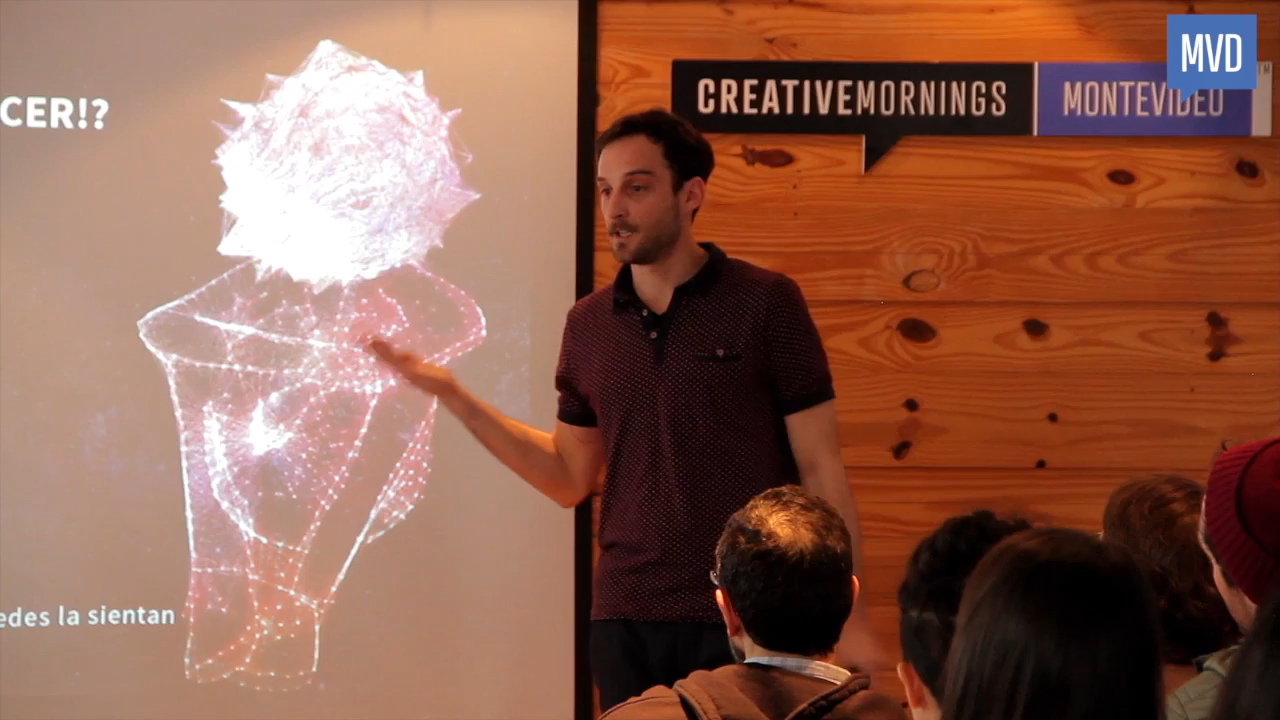 CER!?
CREATIVEMORNINGS
MONTEVIDEO
MVD
edes la sientan